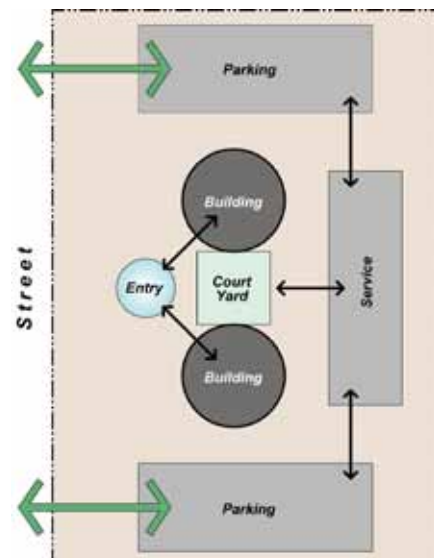 Parking
Building
Street
Entry
Court
Yard
Service
Building
Parking